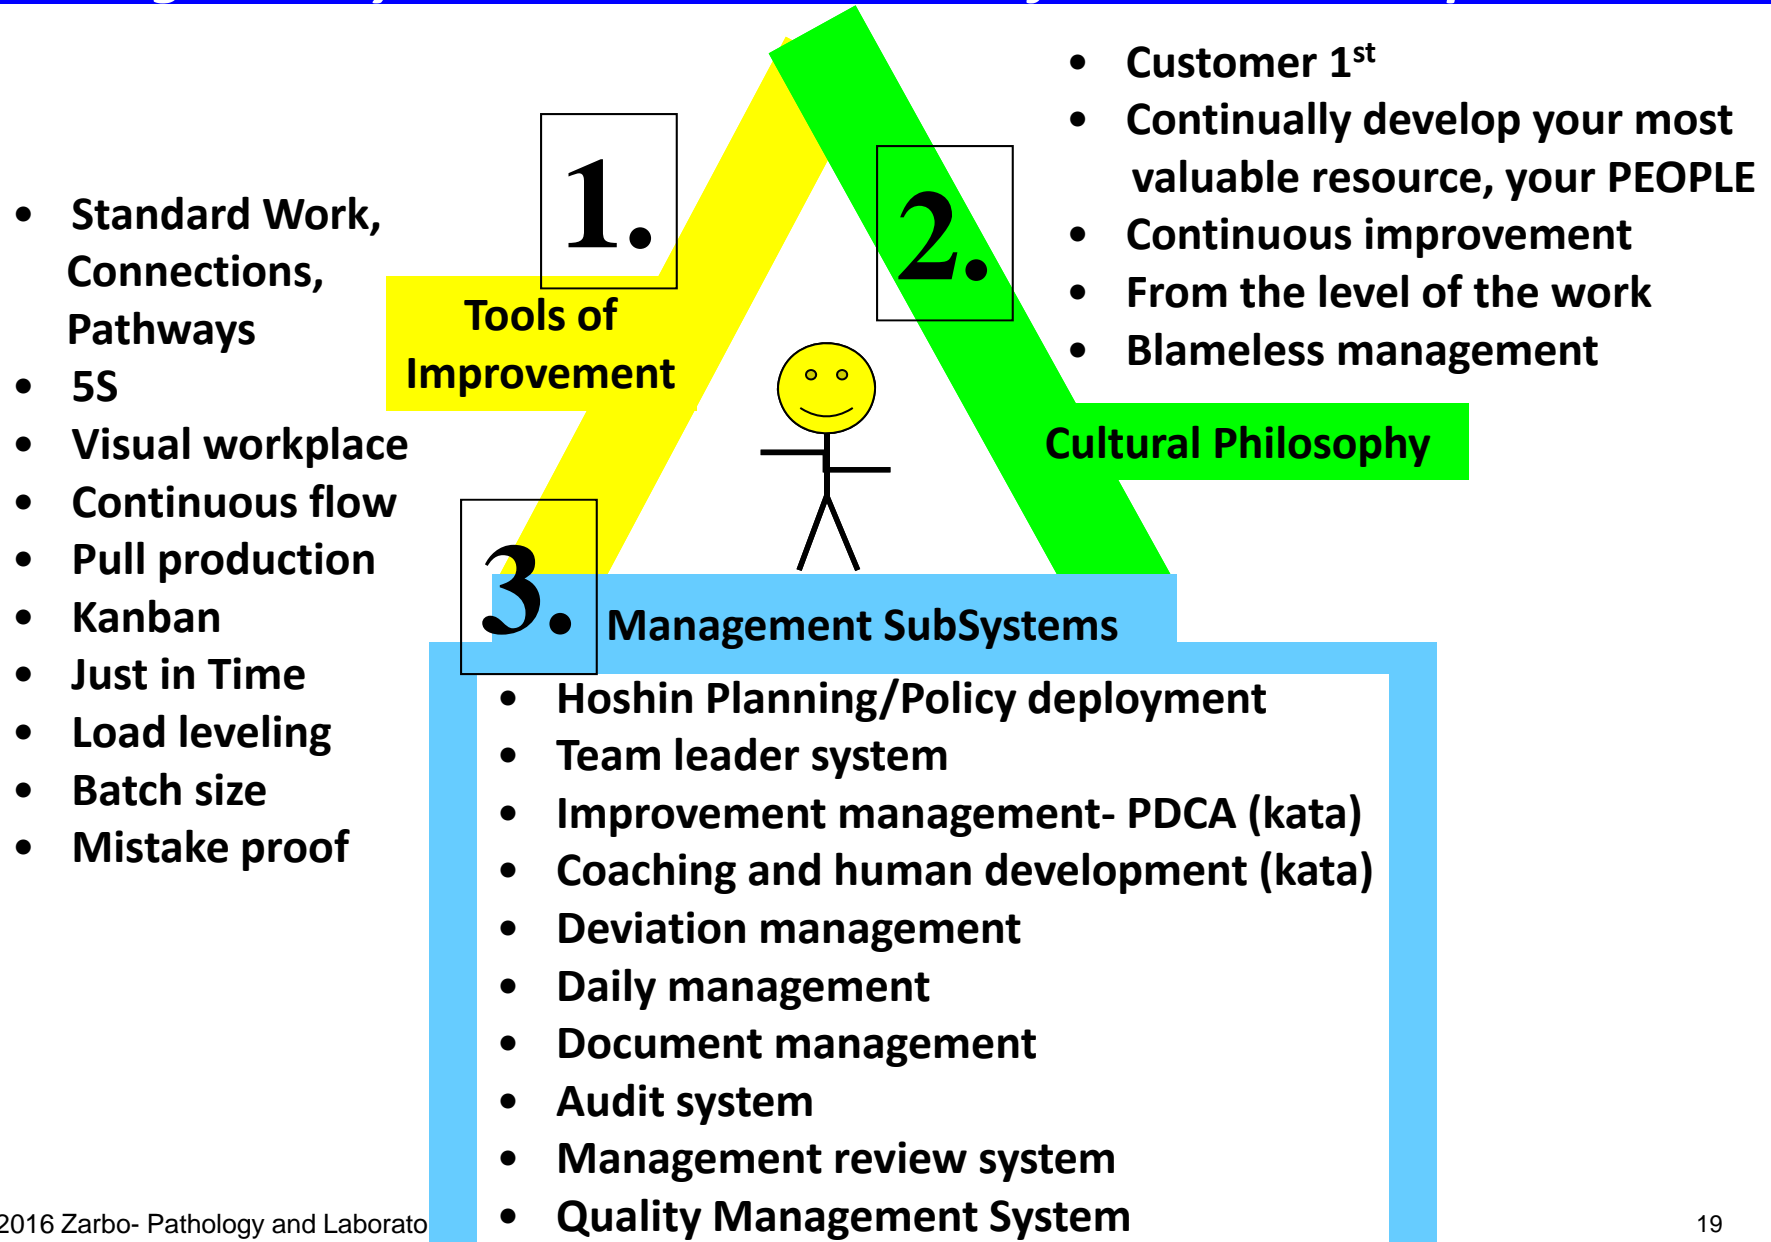 1.
Tools of
Improvement
• Standard Work,
Connections,
Pathways
• 5S
• Visual workplace
• Continuous flow
• Pull production
• Kanban
• Just in Time
• Load leveling
• Batch size
• Mistake proof
2.
Cultural Philosophy
• Customer 1st
• Continually develop your most
valuable resource, your PEOPLE
• Continuous improvement
• From the level of the work
• Blameless management
3.
Management SubSystems
• Hoshin Planning/Policy deployment
• Team leader system
• Improvement management- PDCA (kata)
• Coaching and human development (kata)
• Deviation management
• Daily management
• Document management
• Audit system
• Management review system
• Quality Management System
2016 Zarbo- Pathology and Laborato
19